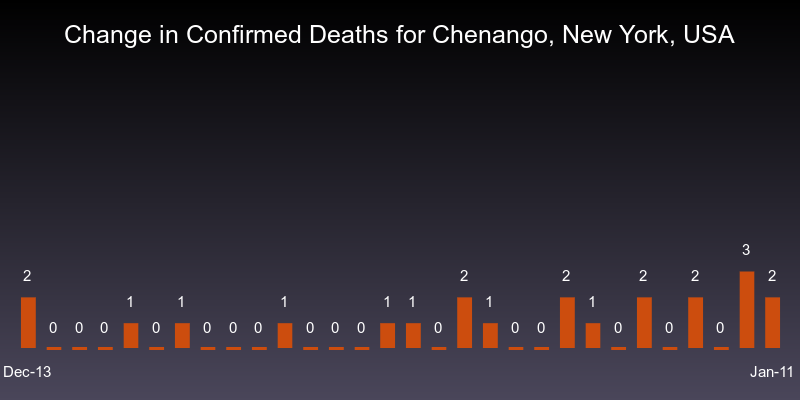 Change in Confirmed Deaths for Chenango, New York, USA
3
2 2 2 2 2 2
1 1 1 1 1 1 1
0 0 0 0 0 0 0 0 0 0 0 0 0 0 0 0
Dec-13 Jan-11